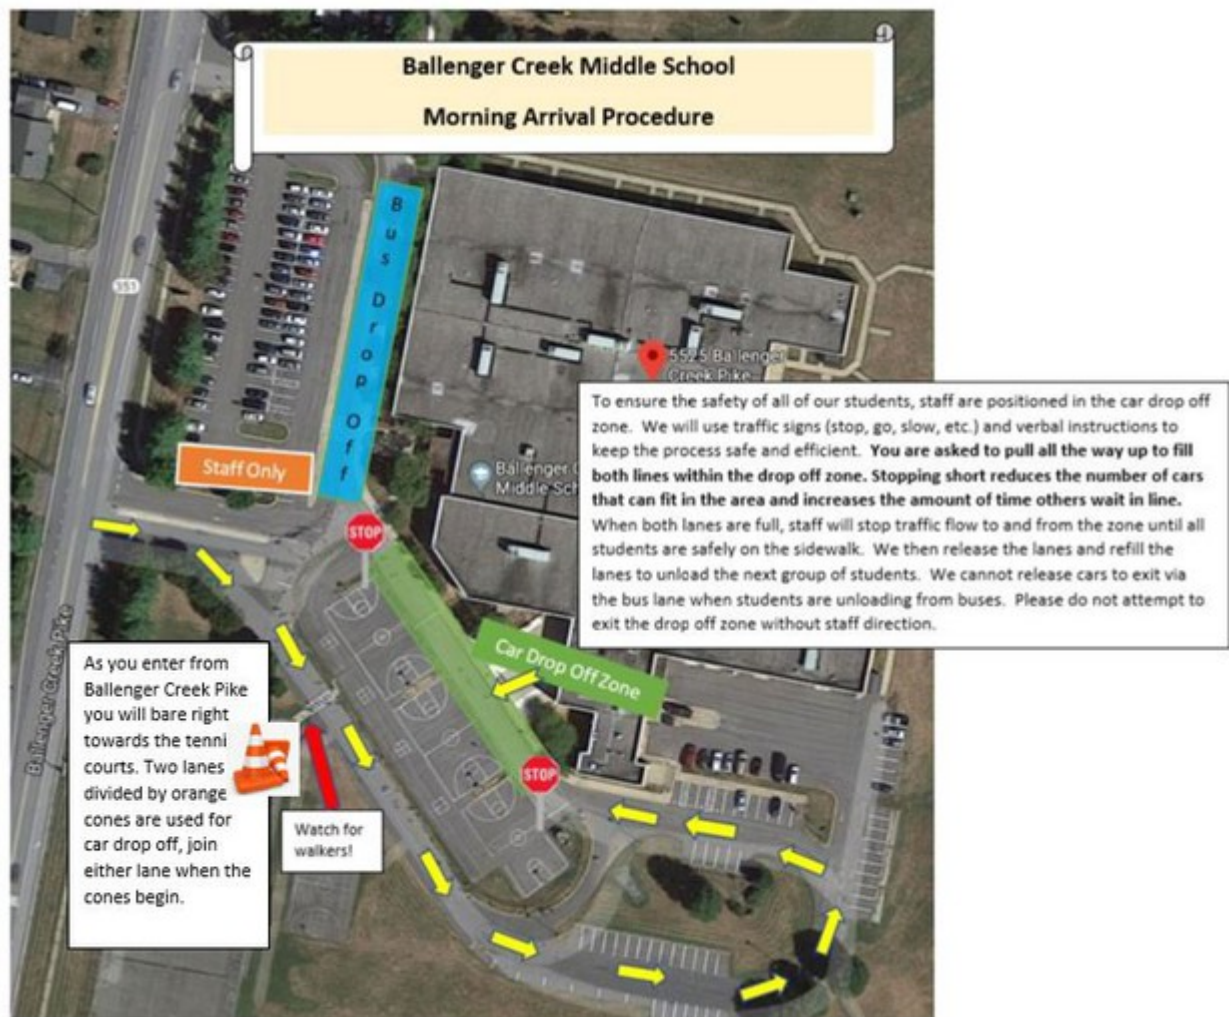 Ballenger Creek Middle School
Morning Arrival Procedure
Bus Drop Off
351
5525 Ballenger
Creek Pike
To ensure the safety of all of our students, staff are positioned in the car drop off
zone. We will use traffic signs (stop, go, slow, etc.) and verbal instructions to
keep the process safe and efficient. You are asked to pull all the way up to fill
both lines within the drop off zone. Stopping short reduces the number of cars
that can fit in the area and increases the amount of time others wait in line.
When both lanes are full, staff will stop traffic flow to and from the zone until all
students are safely on the sidewalk. We then release the lanes and refill the
lanes to unload the next group of students. We cannot release cars to exit via
the bus lane when students are unloading from buses. Please do not attempt to
exit the drop off zone without staff direction.
Staff Only
Ballenger C
Middle Sch
STOP
Car Drop Off Zone
Ballenger Creek Pike
As you enter from
Ballenger Creek Pike
you will bare right
towards the tenni
courts. Two lanes
divided by orange
cones are used for
car drop off, join
either lane when the
cones begin.
STOP
Watch for
walkers!